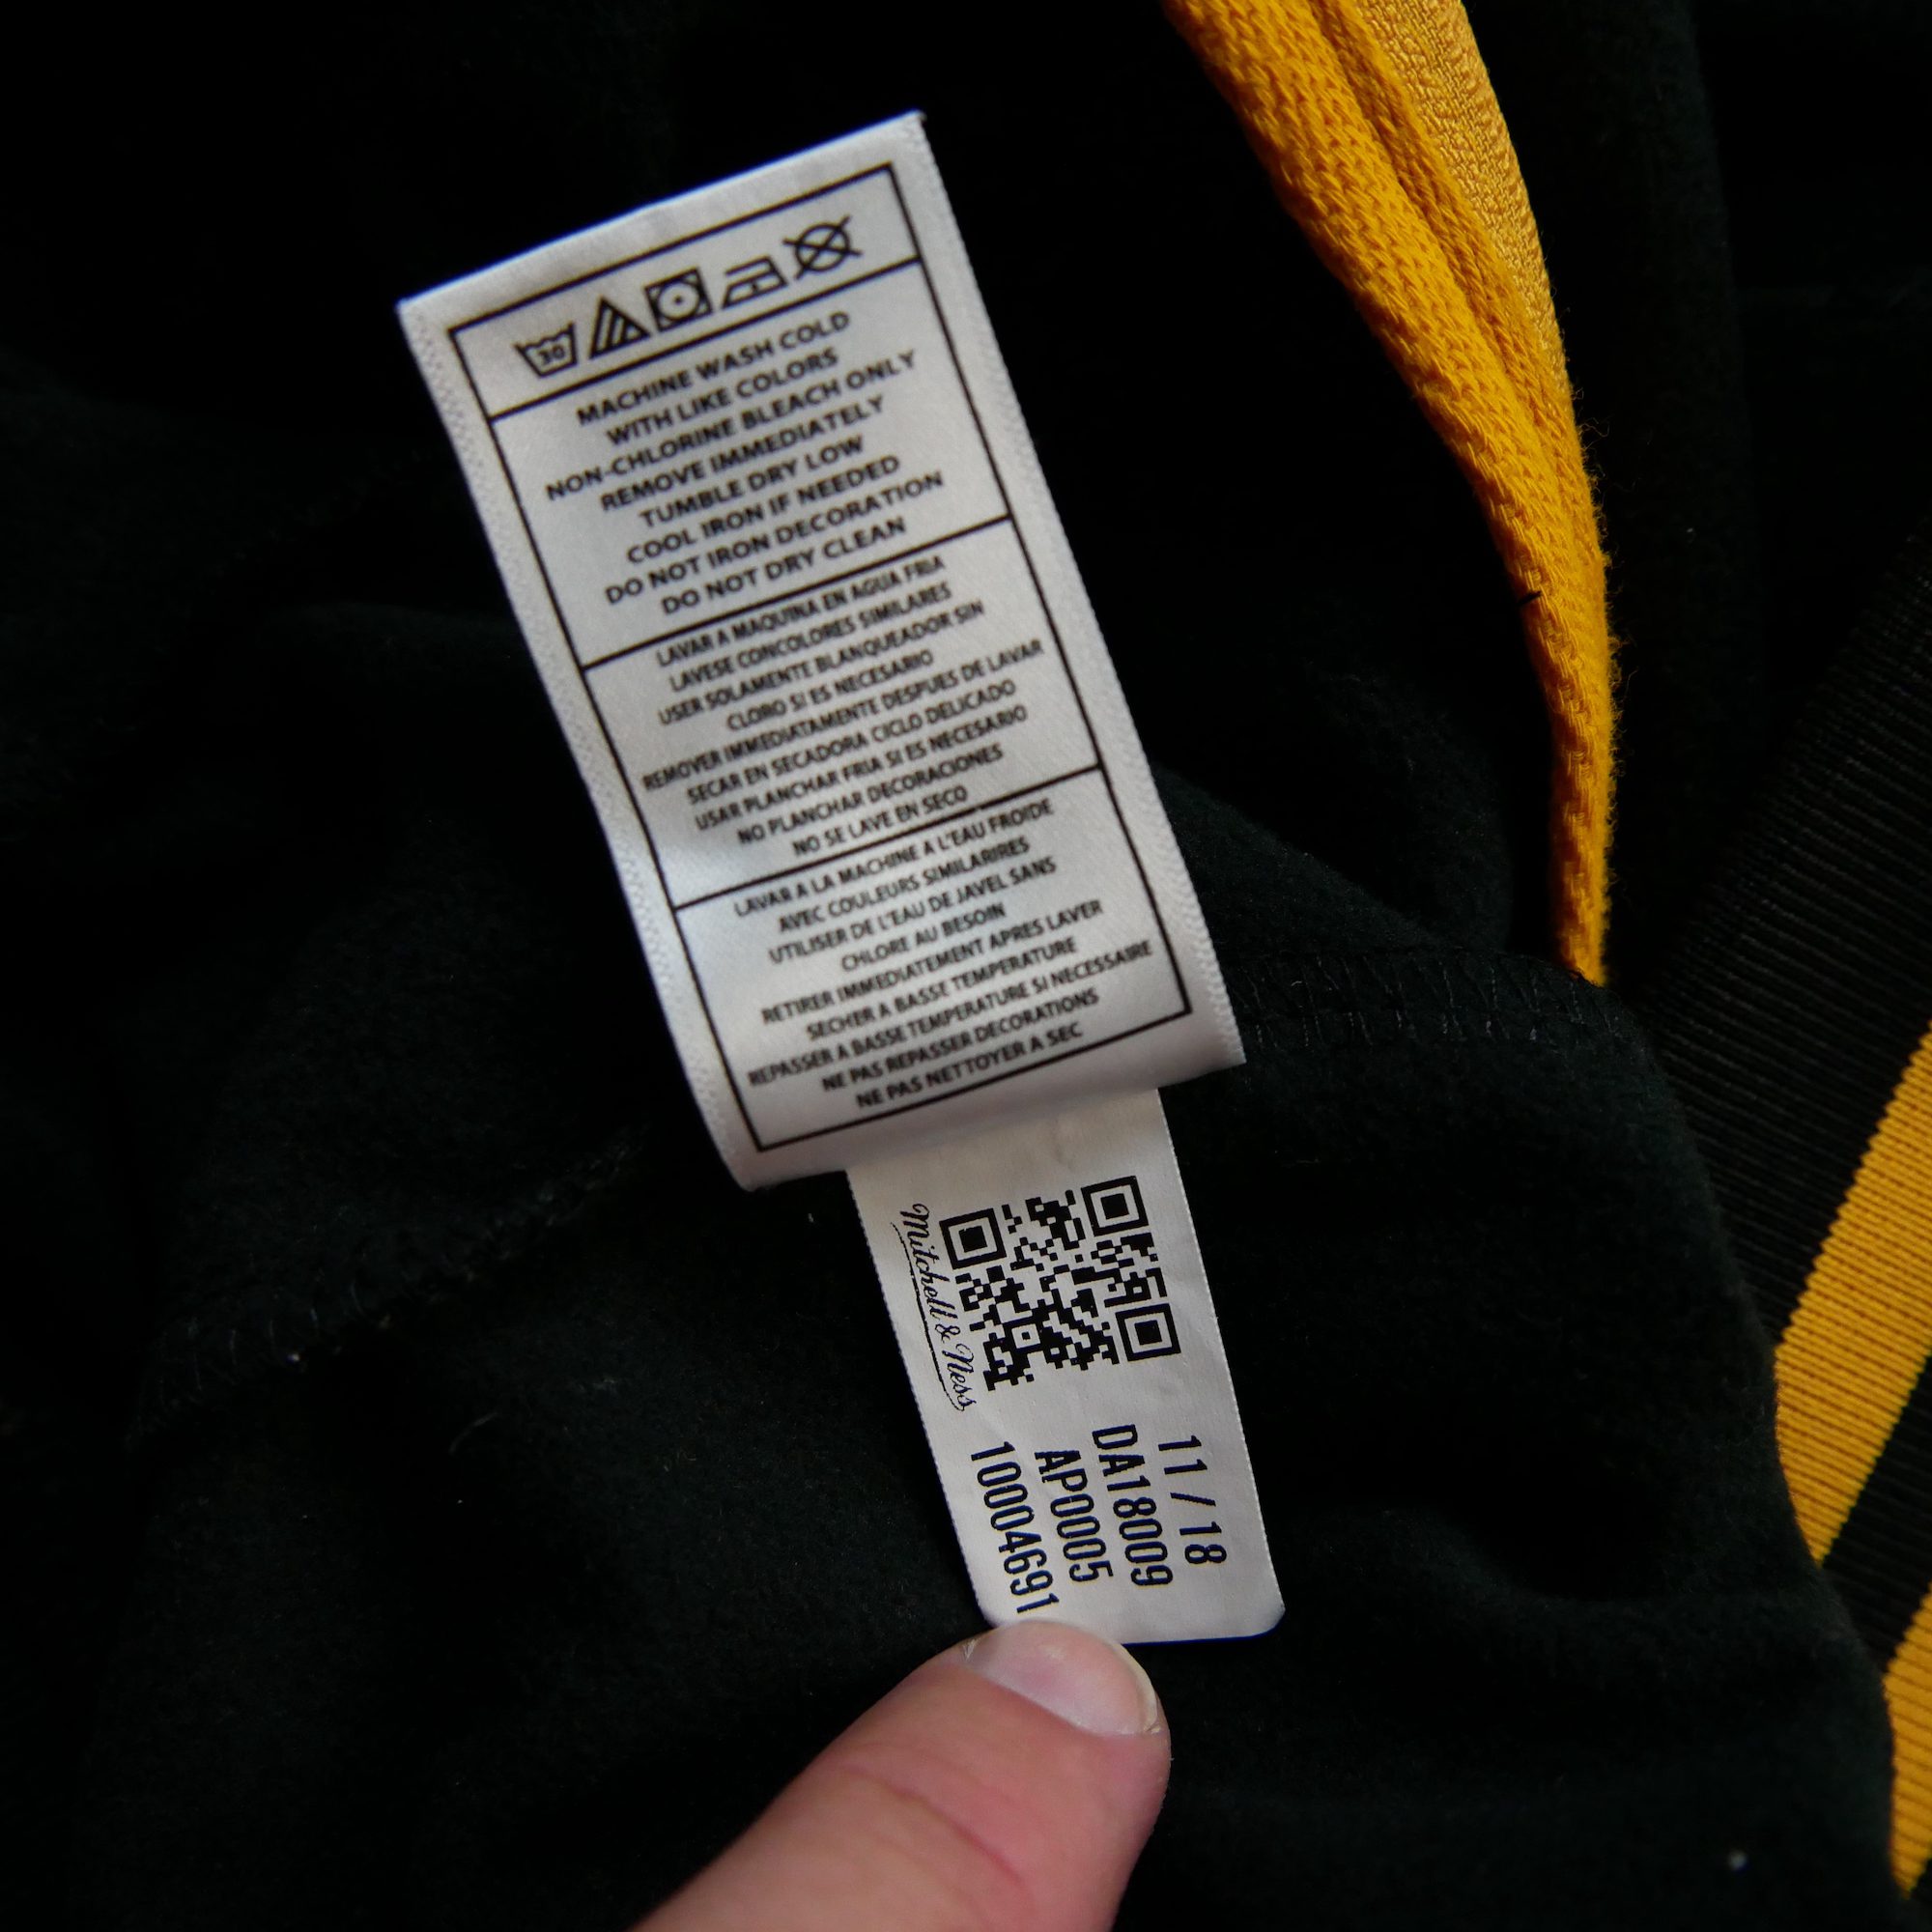 30
MACHINE WASH COLD
WITH LIKE COLORS
NON-CHLORINE BLEACH ONLY
REMOVE IMMEDIATELY
TUMBLE DRY LOW
COOL IRON IF NEEDED
DO NOT IRON DECORATION
DO NOT DRY CLEAN
LAVAR A MAQUINA EN AGUA FRIA
LAVESE CONCOLORES SIMILARES
USER SOLAMENTE BLANQUEADOR SIN
CLORO SI ES NECESARIO
REMOVER IMMEDIATAMENTE DESPUES DE LAVAR
SECAR EN SECADORA CICLO DELICADO
USAR PLANCHAR FRIA SI ES NECESARIO
NO PLANCHAR DECORACIONES
NO SE LAVE EN SECO
LAVAR A LA MACHINE A L'EAU FROIDE
AVEC COULEURS SIMILARIRES
UTILISER DE L'EAU DE JAVEL SANS
CHLORE AU BESOIN
RETIRER IMMEDIATEMENT APRES LAVER
SECHER A BASSE TEMPERATURE
REPASSER A BASSE TEMPERATURE SI NECESSAIRE
NE PAS REPASSER DECORATIONS
NE PAS NETTOYER A SEC
Mitchell & Ness
11 / 18
DA18009
AP0005
10004691